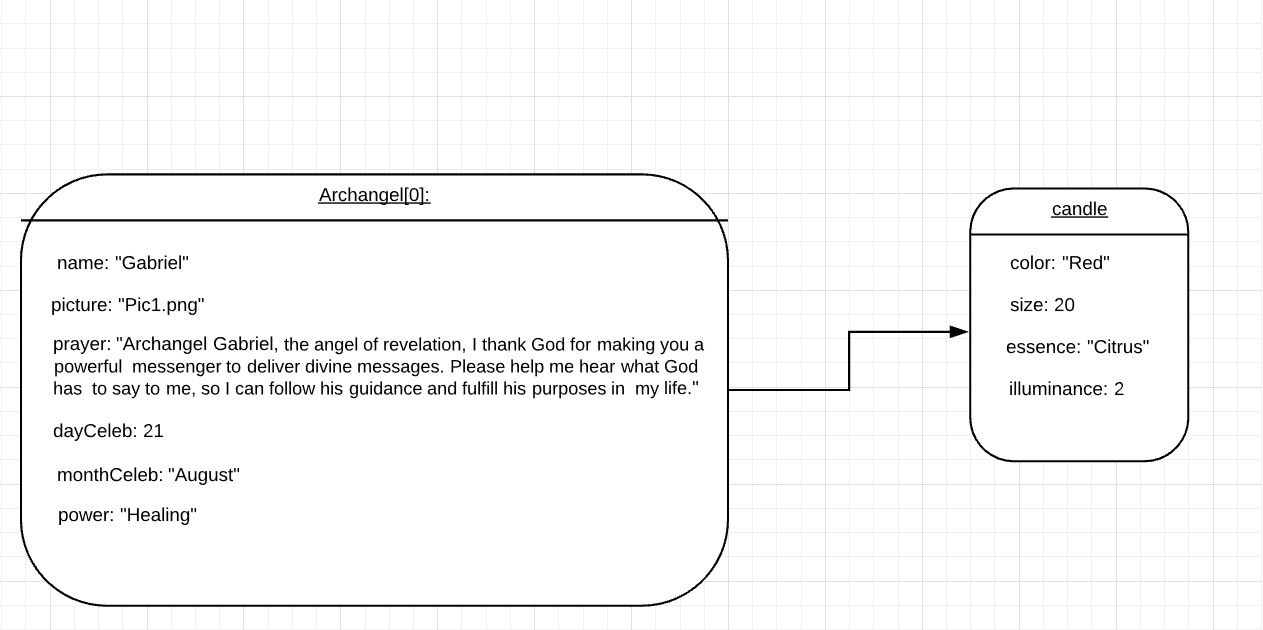 Archangel[0]:
name: "Gabriel"
picture: "Pic1.png"
prayer: "Archangel Gabriel, the angel of revelation, I thank God for making you a
powerful messenger to deliver divine messages. Please help me hear what God
has to say to me, so I can follow his guidance and fulfill his purposes in my life."
dayCeleb: 21
monthCeleb: "August"
power: "Healing"
candle
color: "Red"
size: 20
essence: "Citrus"
illuminance: 2